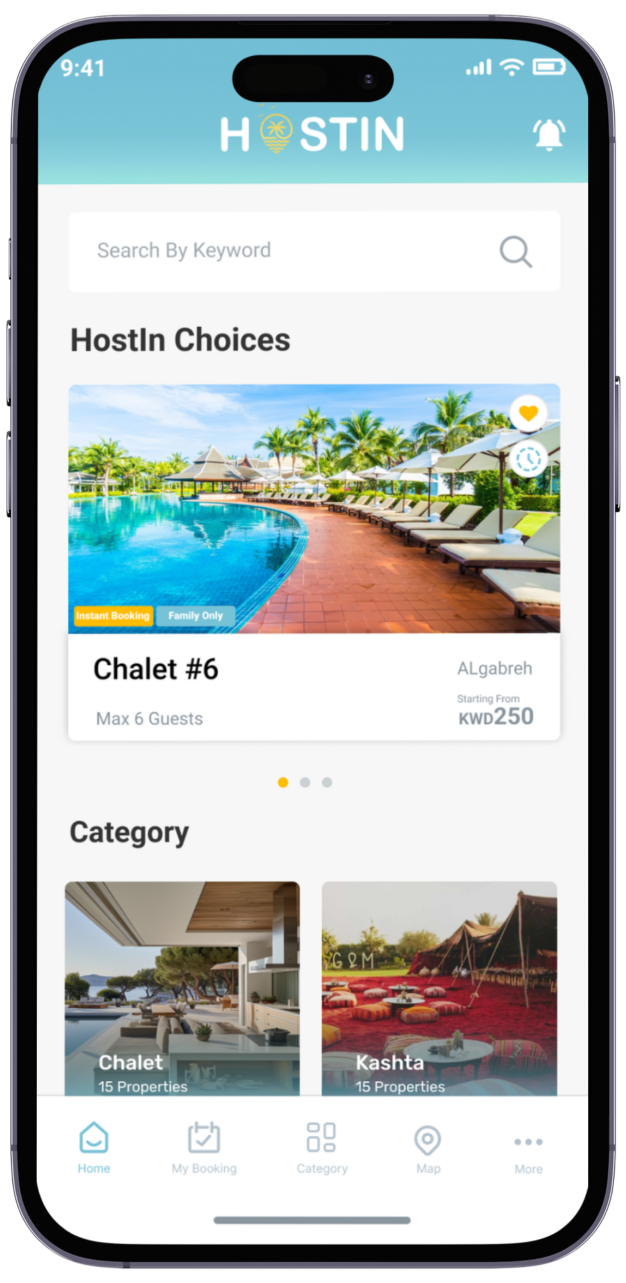 9:41
HOSTIN
Search By Keyword
HostIn Choices
Instant Booking
Family Only
Chalet #6
ALgabreh
Starting From
Max 6 Guests
KWD250
Category
G&M
Chalet
15 Properties
Kashta
15 Properties
Home
My Booking
Category
Map
More